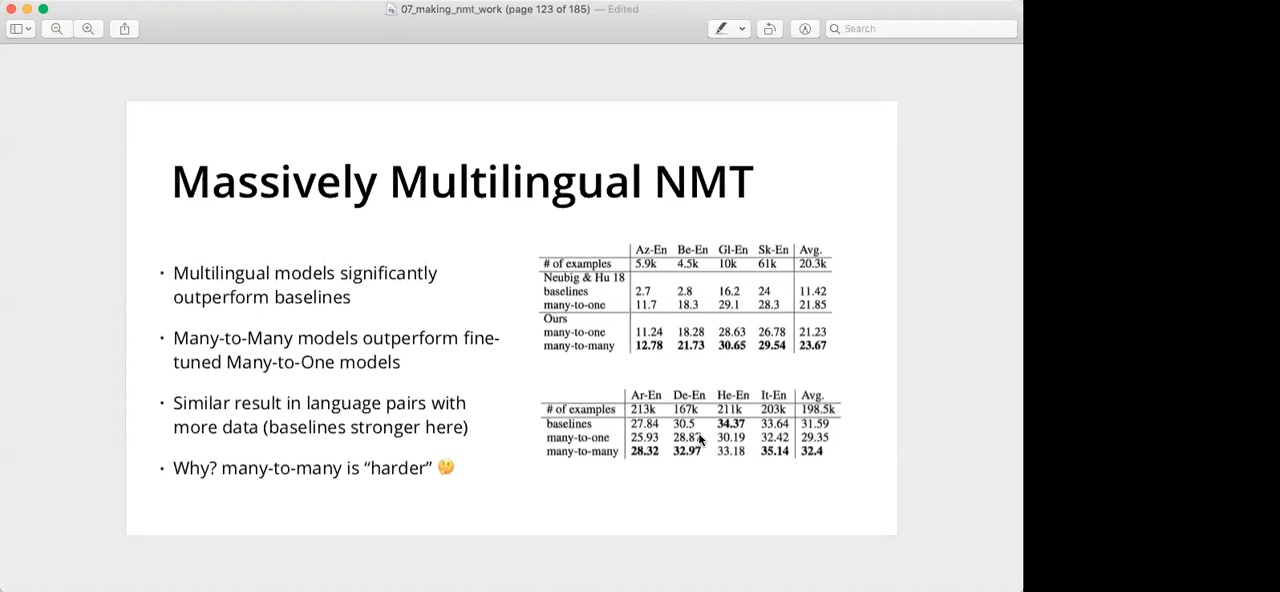 07_making_nmt_work (page 123 of 185) — Edited
Search
Massively Multilingual NMT
• Multilingual models significantly
outperform baselines
• Many-to-Many models outperform fine-
tuned Many-to-One models
• Similar result in language pairs with
more data (baselines stronger here)
• Why? many-to-many is “harder” 🤔
Az-En Be-En Gl-En Sk-En Avg.
# of examples 5.9k 4.5k 10k 61k 20.3k
Neubig & Hu 18
baselines 2.7 2.8 16.2 24 11.42
many-to-one 11.7 18.3 29.1 28.3 21.85
Ours
many-to-one 11.24 18.28 28.63 26.78 21.23
many-to-many 12.78 21.73 30.65 29.54 23.67
Ar-En De-En He-En It-En Avg.
# of examples 213k 167k 211k 203k 198.5k
baselines 27.84 30.5 34.37 33.64 31.59
many-to-one 25.93 28.87 30.19 32.42 29.35
many-to-many 28.32 32.97 33.18 35.14 32.4